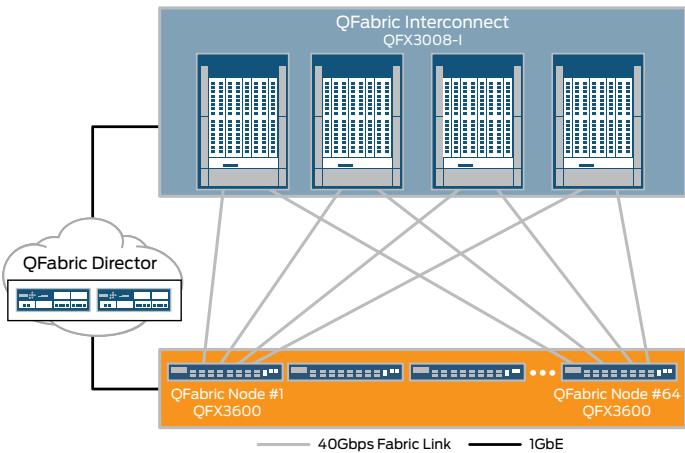 QFabric Interconnect
QFX3008-I
QFabric Director
QFabric Node #1
QFX3600
QFabric Node #64
QFX3600
40Gbps Fabric Link
1GbE